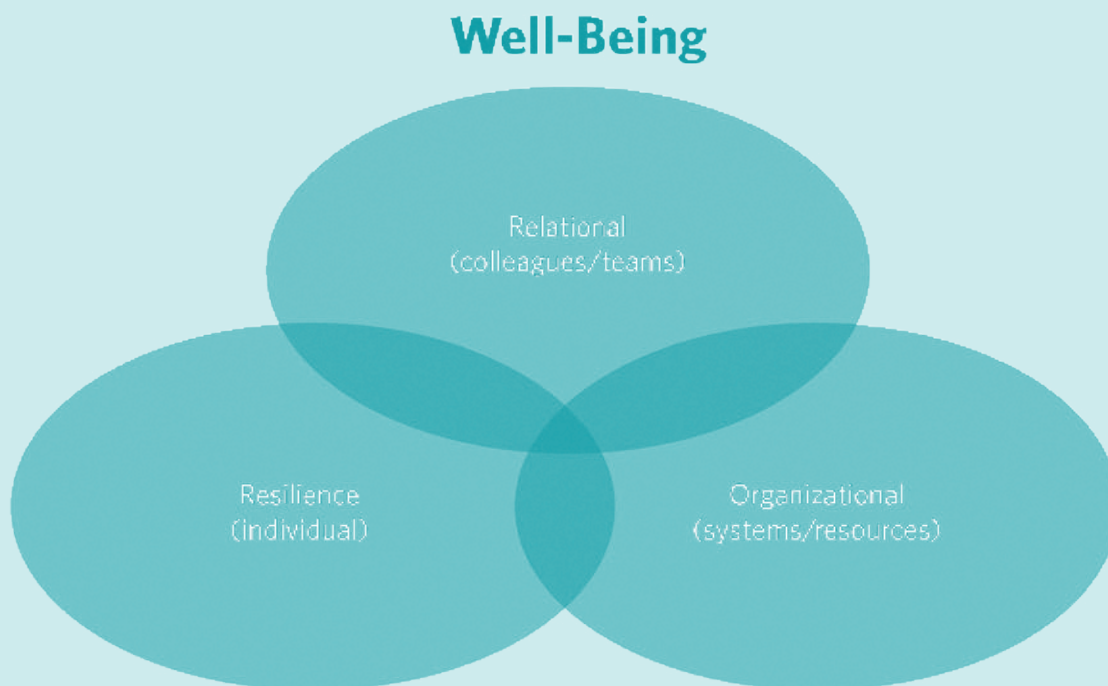 Well-Being
Relational
(colleagues/teams)
Resilience
(individual)
Organizational
(systems/resources)